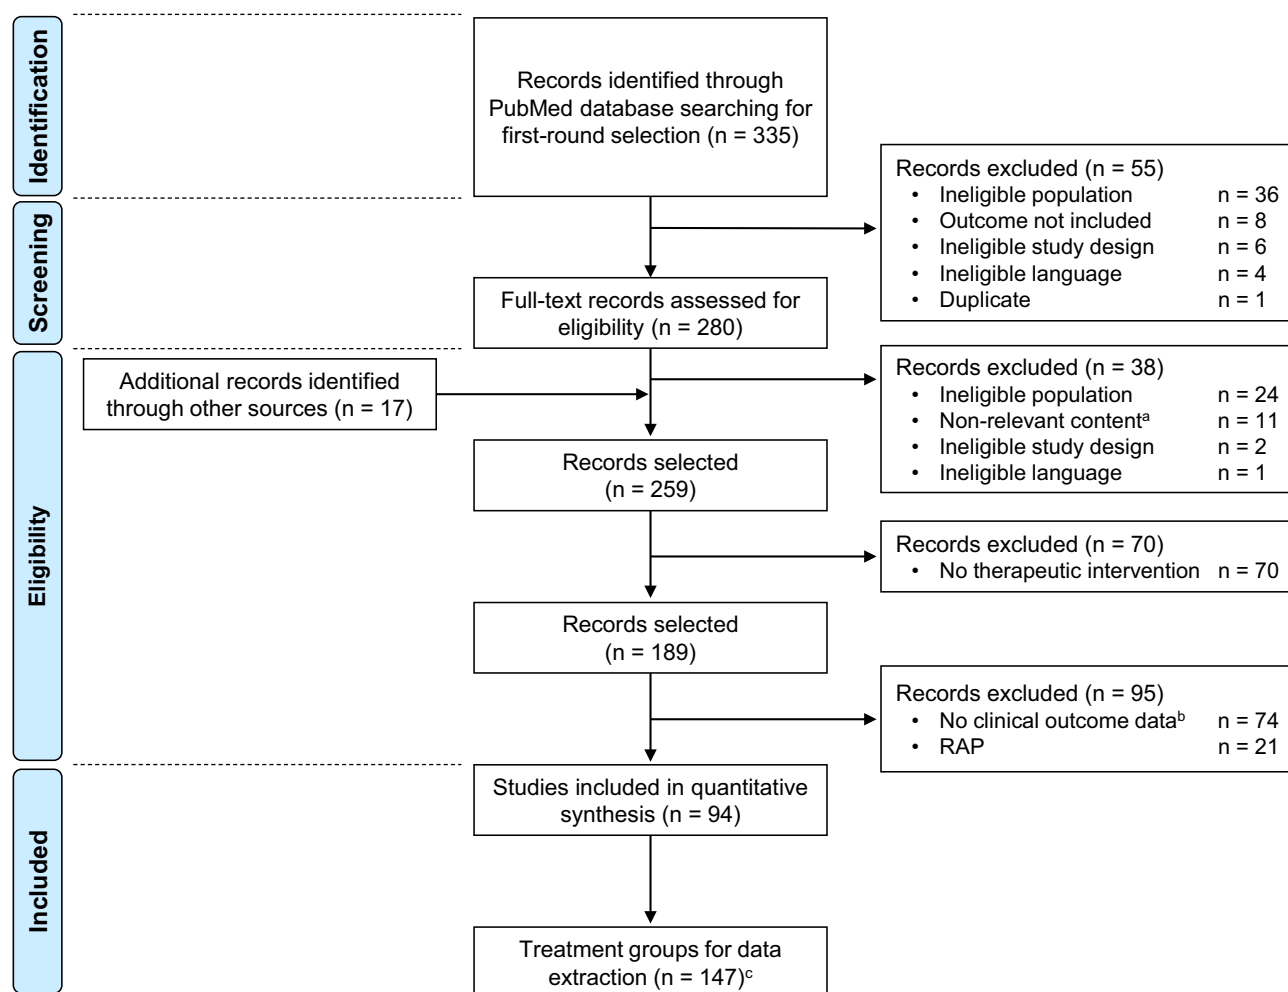 Identification
Records identified through
PubMed database searching for
first-round selection (n = 335)
Records excluded (n = 55)
• Ineligible population n = 36
• Outcome not included n = 8
• Ineligible study design n = 6
• Ineligible language n = 4
• Duplicate n = 1
Screening
Full-text records assessed for
eligibility (n = 280)
Eligibility
Additional records identified
through other sources (n = 17)
Records excluded (n = 38)
• Ineligible population n = 24
• Non-relevant contentᵃ n = 11
• Ineligible study design n = 2
• Ineligible language n = 1
Records selected
(n = 259)
Records excluded (n = 70)
• No therapeutic intervention n = 70
Records selected
(n = 189)
Records excluded (n = 95)
• No clinical outcome dataᵇ n = 74
• RAP n = 21
Included
Studies included in quantitative
synthesis (n = 94)
Treatment groups for data
extraction (n = 147)ᶜ